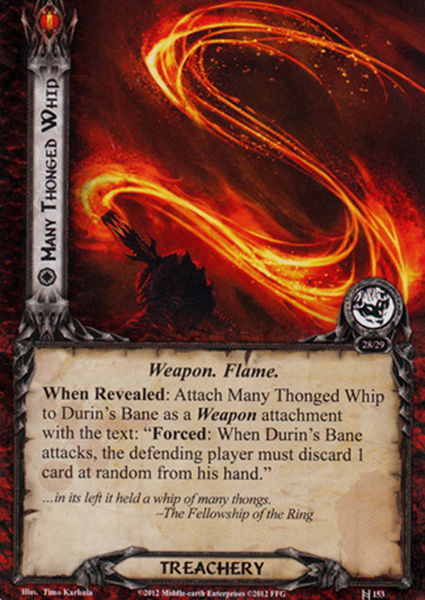 Many Thonged Whip
28/29
Weapon. Flame.
When Revealed: Attach Many Thonged Whip
to Durin's Bane as a Weapon attachment
with the text: “Forced: When Durin's Bane
attacks, the defending player must discard 1
card at random from his hand.”
...in its left it held a whip of many thongs.
–The Fellowship of the Ring
TREACHERY
Illus. Timo Karhula
©2012 Middle-earth Enterprises ©2012 FFG
153